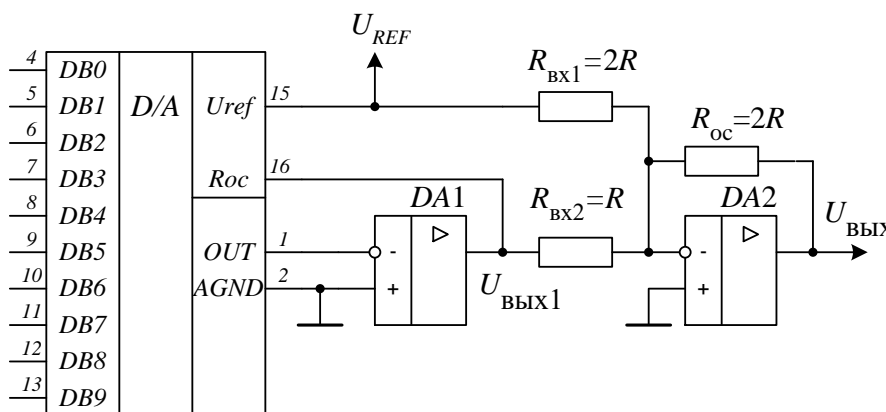 U_REF
R_вх1=2R
R_ос=2R
4 DB0
5 DB1
6 DB2
7 DB3
8 DB4
9 DB5
10 DB6
11 DB7
12 DB8
13 DB9
D/A
Uref 15
Roc 16
OUT 1
AGND 2
DA1
▷
-
+
U_вых1
R_вх2=R
DA2
▷
-
+
U_вых